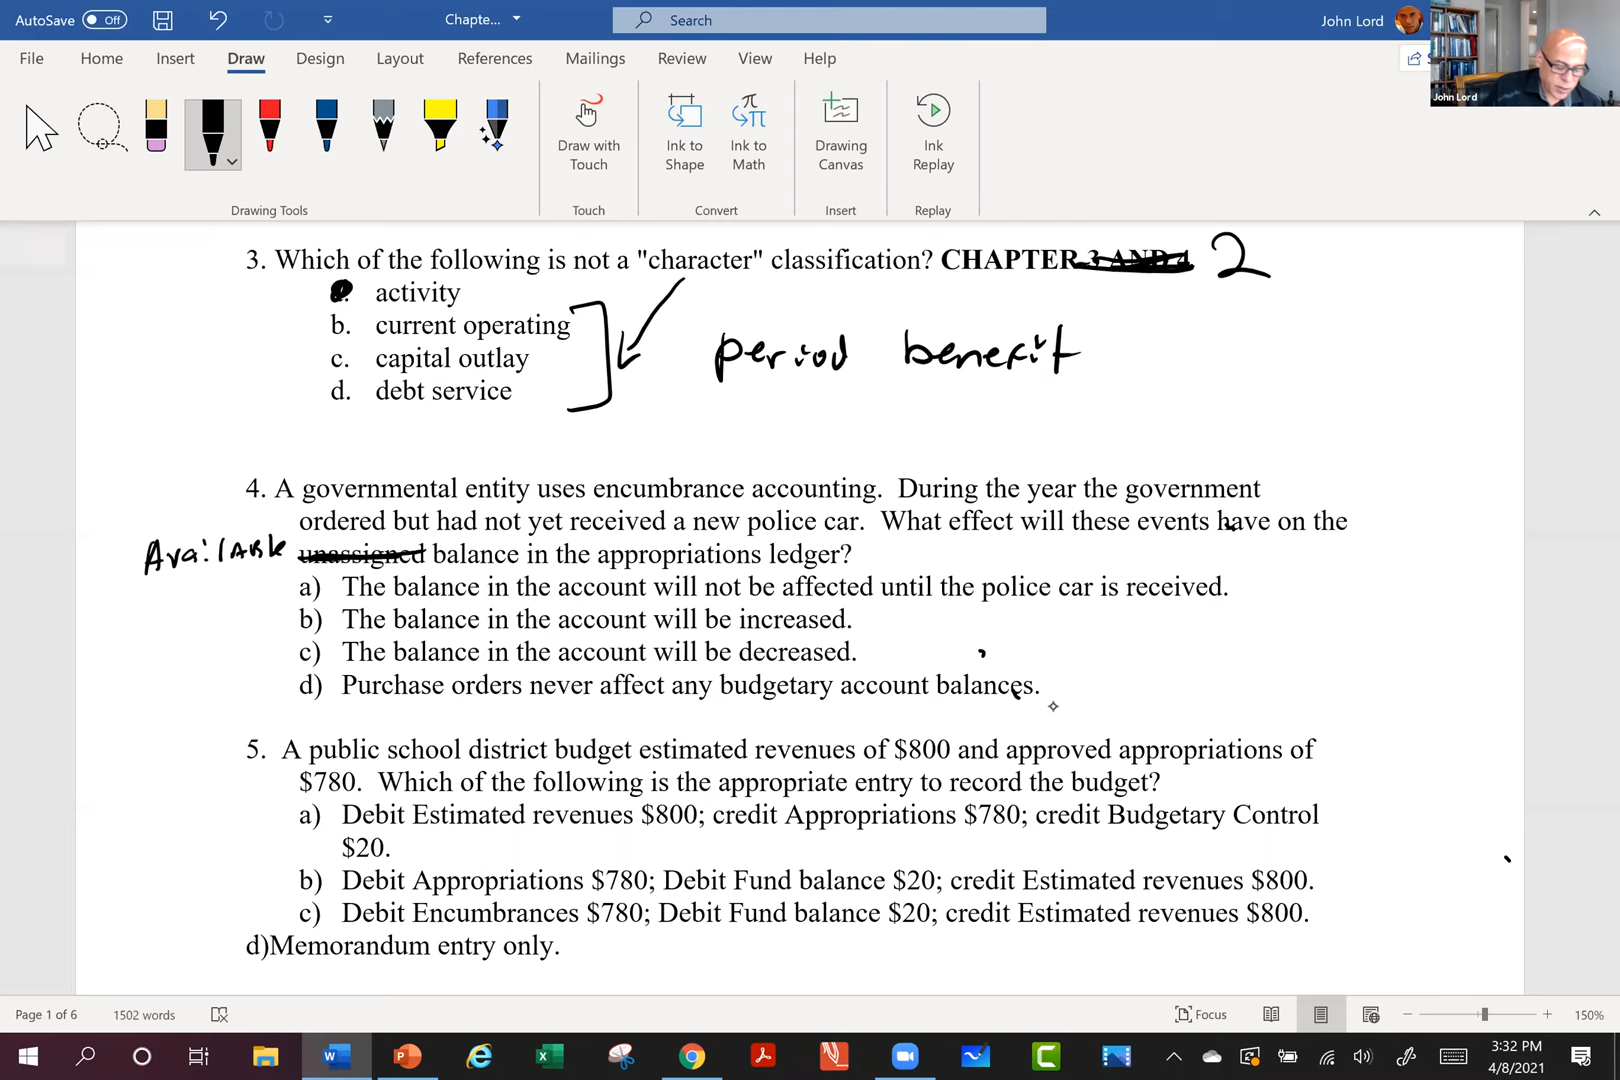 AutoSave Off Chapte... Search John Lord
File Home Insert Draw Design Layout References Mailings Review View Help
John Lord
Draw with Touch
Ink to Shape
Ink to Math
Drawing Canvas
Ink Replay
Drawing Tools Touch Convert Insert Replay
3. Which of the following is not a "character" classification? CHAPTER 3 AND 4 2
a. activity
b. current operating
c. capital outlay
d. debt service
period benefit
4. A governmental entity uses encumbrance accounting. During the year the government
ordered but had not yet received a new police car. What effect will these events have on the
Available unassigned balance in the appropriations ledger?
a) The balance in the account will not be affected until the police car is received.
b) The balance in the account will be increased.
c) The balance in the account will be decreased.
d) Purchase orders never affect any budgetary account balances.
5. A public school district budget estimated revenues of $800 and approved appropriations of
$780. Which of the following is the appropriate entry to record the budget?
a) Debit Estimated revenues $800; credit Appropriations $780; credit Budgetary Control
$20.
b) Debit Appropriations $780; Debit Fund balance $20; credit Estimated revenues $800.
c) Debit Encumbrances $780; Debit Fund balance $20; credit Estimated revenues $800.
d)Memorandum entry only.
Page 1 of 6 1502 words Focus 150%
3:32 PM
4/8/2021